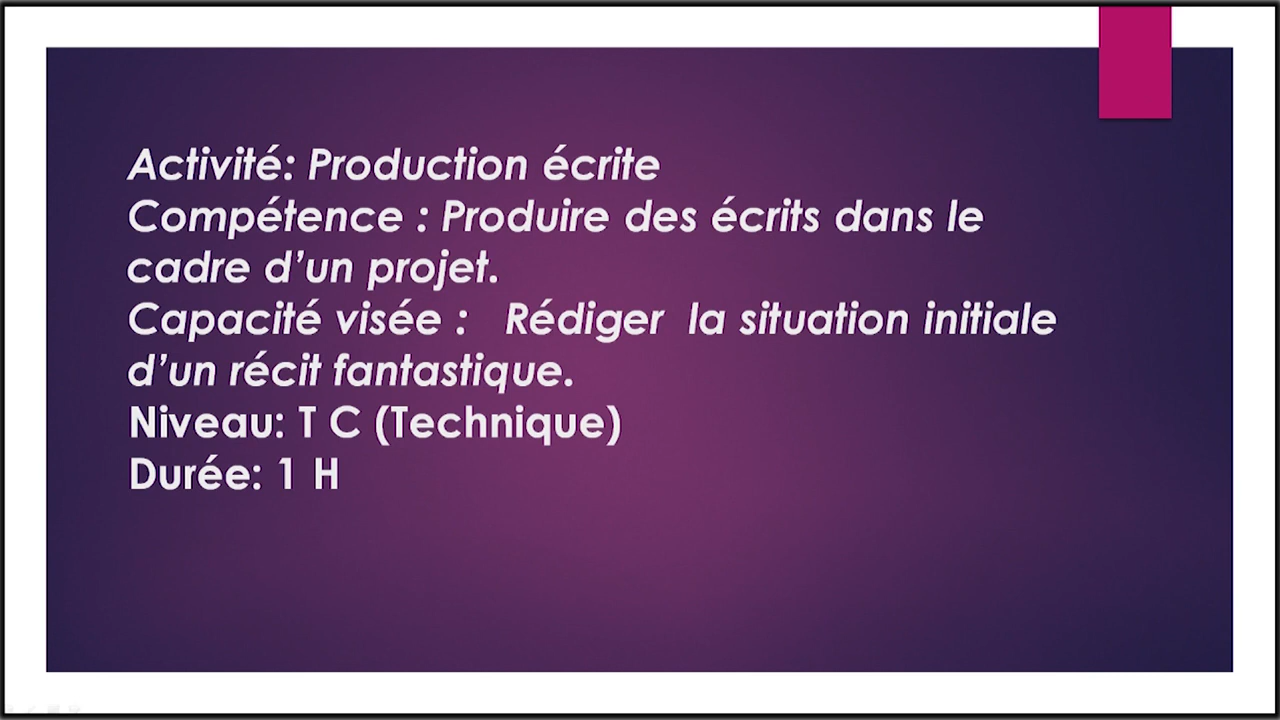 Activité: Production écrite
Compétence : Produire des écrits dans le
cadre d’un projet.
Capacité visée :   Rédiger  la situation initiale
d’un récit fantastique.
Niveau: T C (Technique)
Durée: 1 H